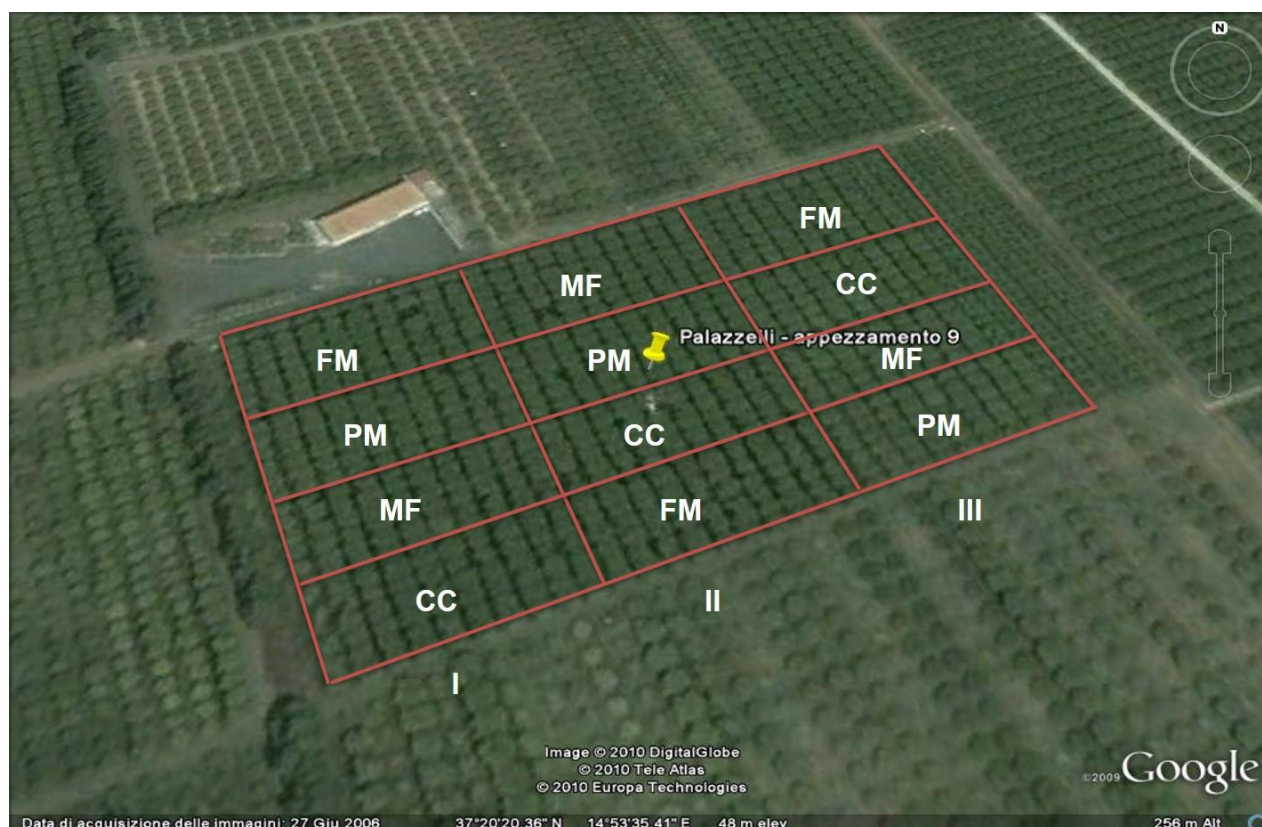 N
FM
MF
CC
Palazzelli - appezzamento 9
FM
PM
MF
PM
CC
PM
MF
FM
III
CC
II
I
Image © 2010 DigitalGlobe
© 2010 Tele Atlas
© 2010 Europa Technologies
©2009 Google
Data di acquisizione delle immagini: 27 Giu 2006 37°20'20.36" N 14°53'35.41" E 48 m elev 256 m Alt